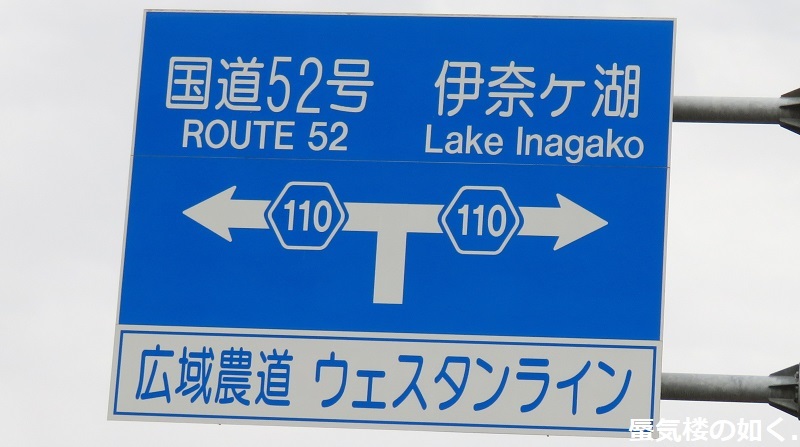 国道52号 伊奈ヶ湖
ROUTE 52 Lake Inagako
110 110
広域農道 ウェスタンライン
蜃気楼の如く.